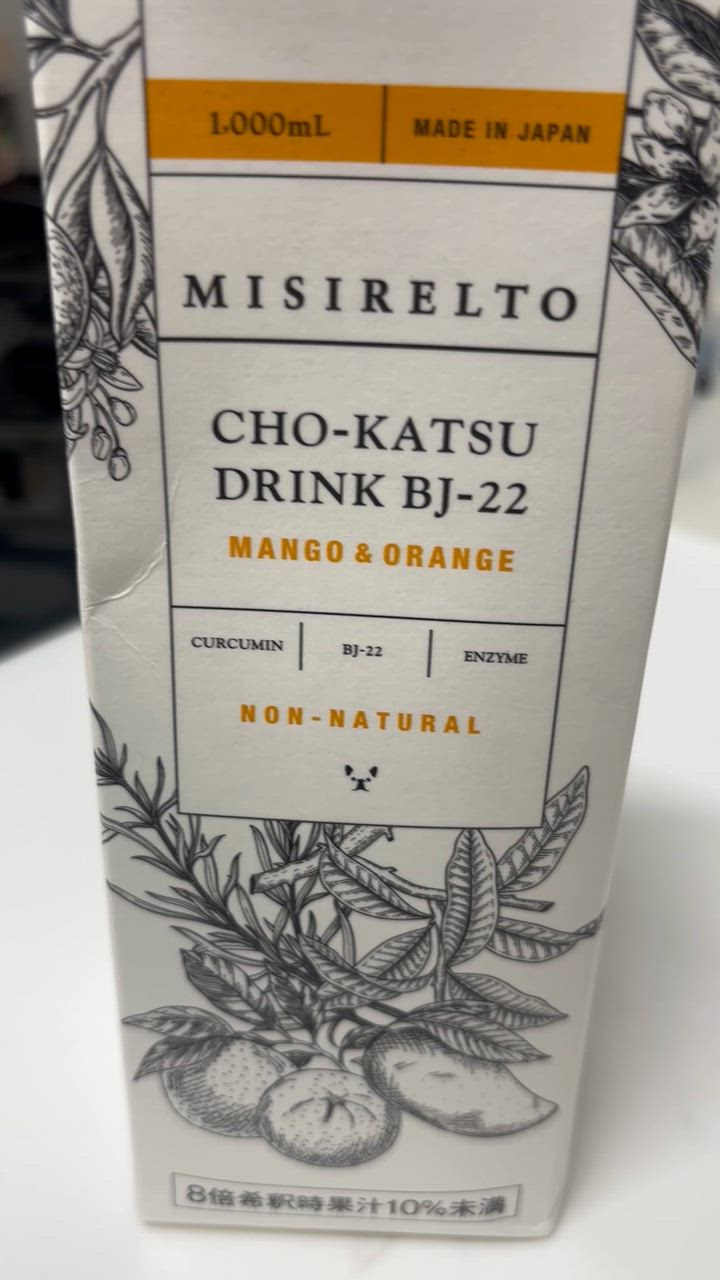 1,000mL MADE IN JAPAN
MISIRELTO
CHO-KATSU
DRINK BJ-22
MANGO & ORANGE
CURCUMIN BJ-22 ENZYME
NON-NATURAL
8倍希釈時果汁10%未満